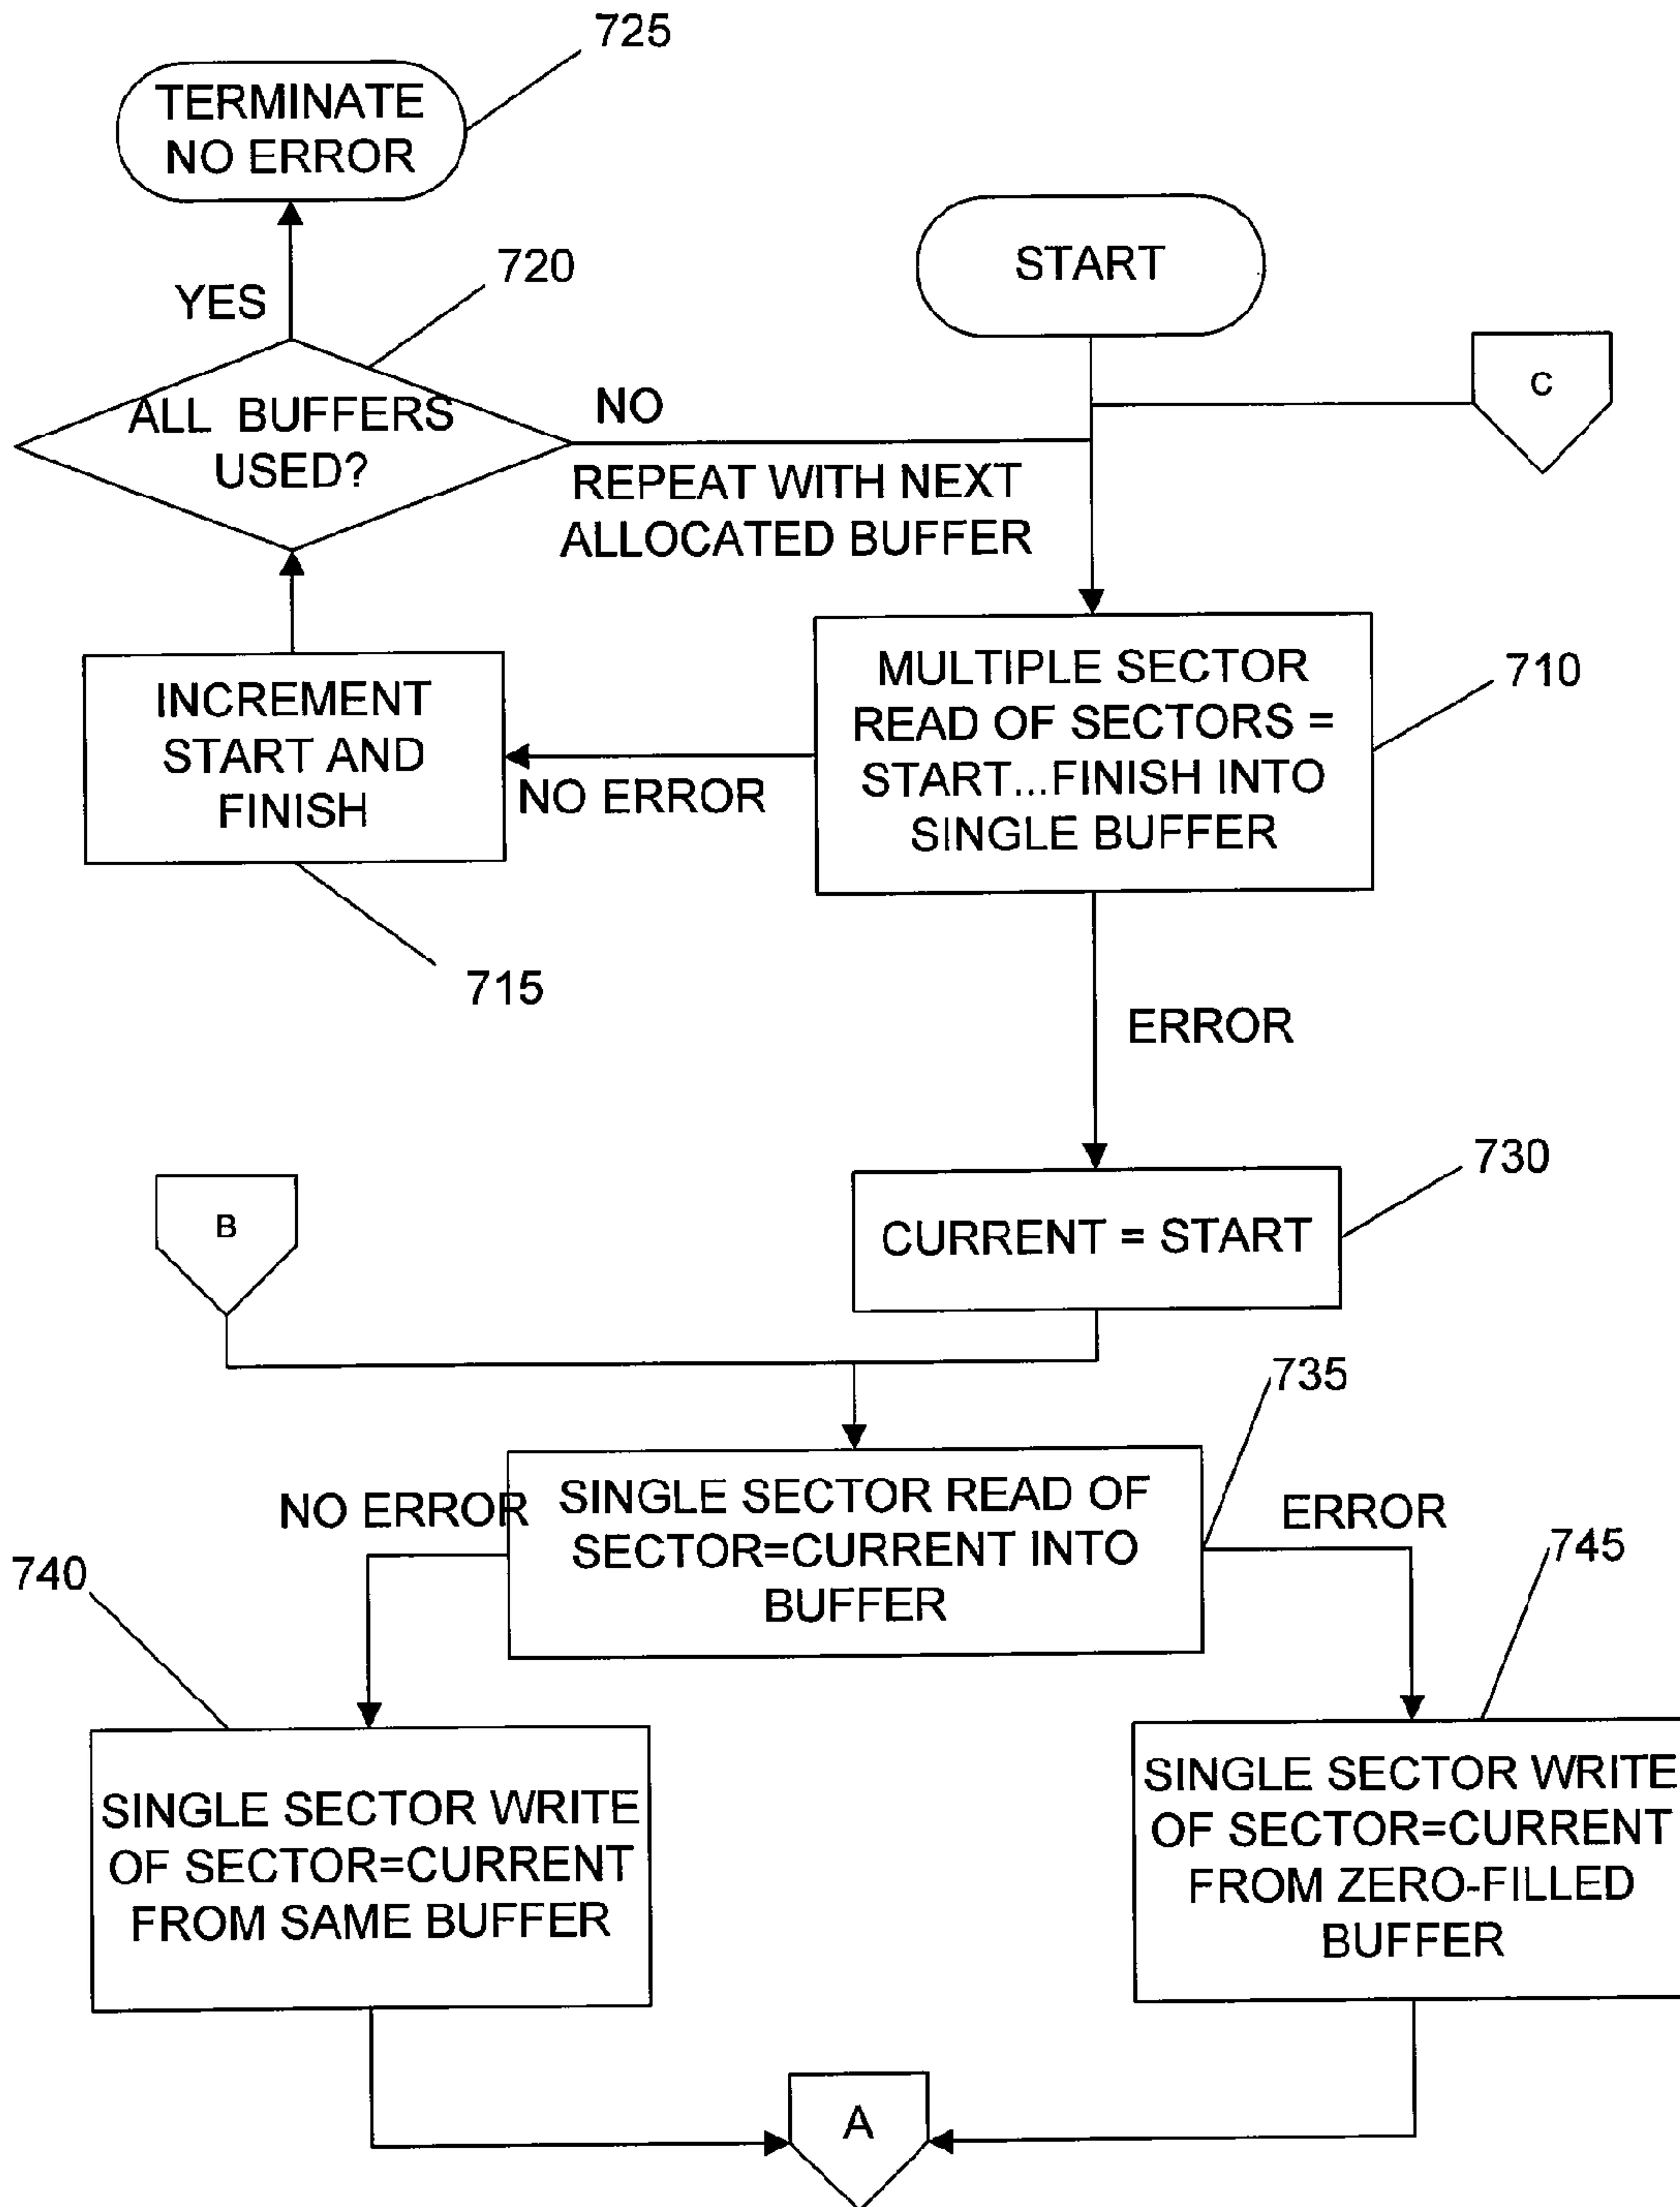 725
TERMINATE
NO ERROR
720
START
YES
C
ALL BUFFERS
USED?
NO
REPEAT WITH NEXT
ALLOCATED BUFFER
INCREMENT
START AND
FINISH
MULTIPLE SECTOR
READ OF SECTORS =
START...FINISH INTO
SINGLE BUFFER
710
NO ERROR
715
ERROR
730
B
CURRENT = START
735
NO ERROR
SINGLE SECTOR READ OF
SECTOR=CURRENT INTO
BUFFER
ERROR
740
745
SINGLE SECTOR WRITE
OF SECTOR=CURRENT
FROM SAME BUFFER
SINGLE SECTOR WRITE
OF SECTOR=CURRENT
FROM ZERO-FILLED
BUFFER
A